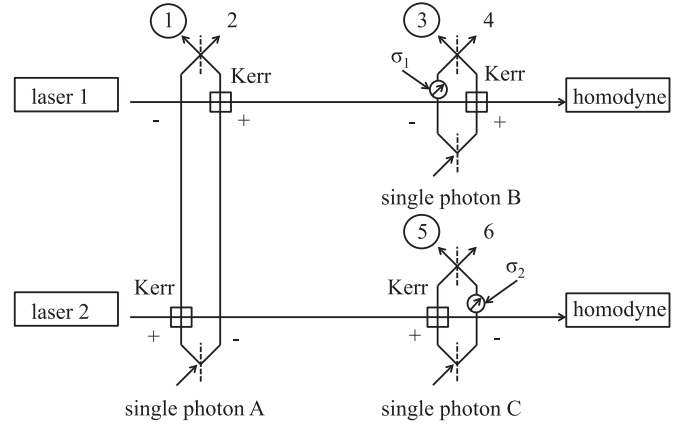 1 2 3 4
σ1
Kerr Kerr
laser 1 homodyne
- + - +
single photon B
5 6
σ2
Kerr Kerr
laser 2 homodyne
+ - + -
single photon A single photon C